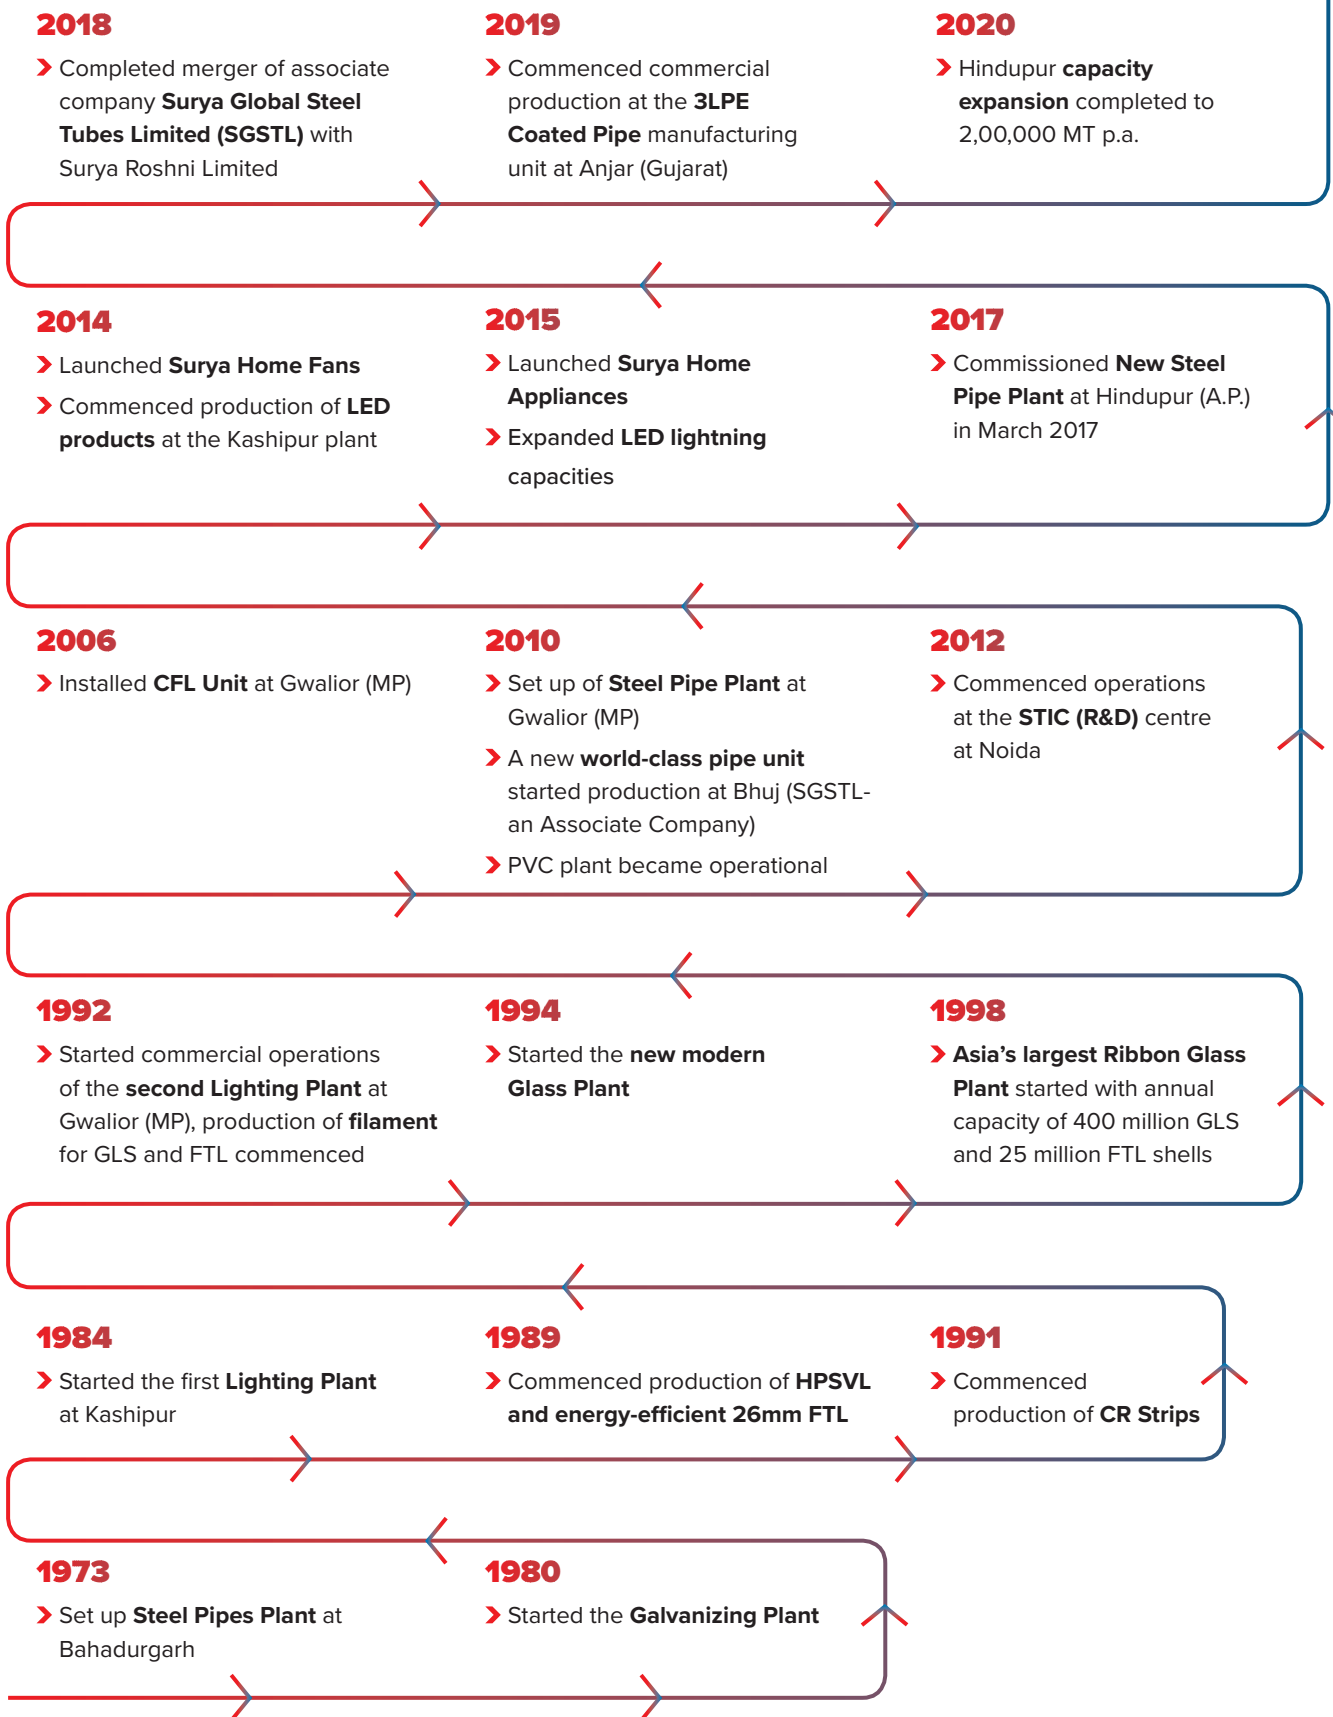 2018
Completed merger of associate
company Surya Global Steel
Tubes Limited (SGSTL) with
Surya Roshni Limited
2019
Commenced commercial
production at the 3LPE
Coated Pipe manufacturing
unit at Anjar (Gujarat)
2020
Hindupur capacity
expansion completed to
2,00,000 MT p.a.
2014
Launched Surya Home Fans
Commenced production of LED
products at the Kashipur plant
2015
Launched Surya Home
Appliances
Expanded LED lightning
capacities
2017
Commissioned New Steel
Pipe Plant at Hindupur (A.P.)
in March 2017
2006
Installed CFL Unit at Gwalior (MP)
2010
Set up of Steel Pipe Plant at
Gwalior (MP)
A new world-class pipe unit
started production at Bhuj (SGSTL-
an Associate Company)
PVC plant became operational
2012
Commenced operations
at the STIC (R&D) centre
at Noida
1992
Started commercial operations
of the second Lighting Plant at
Gwalior (MP), production of filament
for GLS and FTL commenced
1994
Started the new modern
Glass Plant
1998
Asia’s largest Ribbon Glass
Plant started with annual
capacity of 400 million GLS
and 25 million FTL shells
1984
Started the first Lighting Plant
at Kashipur
1989
Commenced production of HPSVL
and energy-efficient 26mm FTL
1991
Commenced
production of CR Strips
1973
Set up Steel Pipes Plant at
Bahadurgarh
1980
Started the Galvanizing Plant